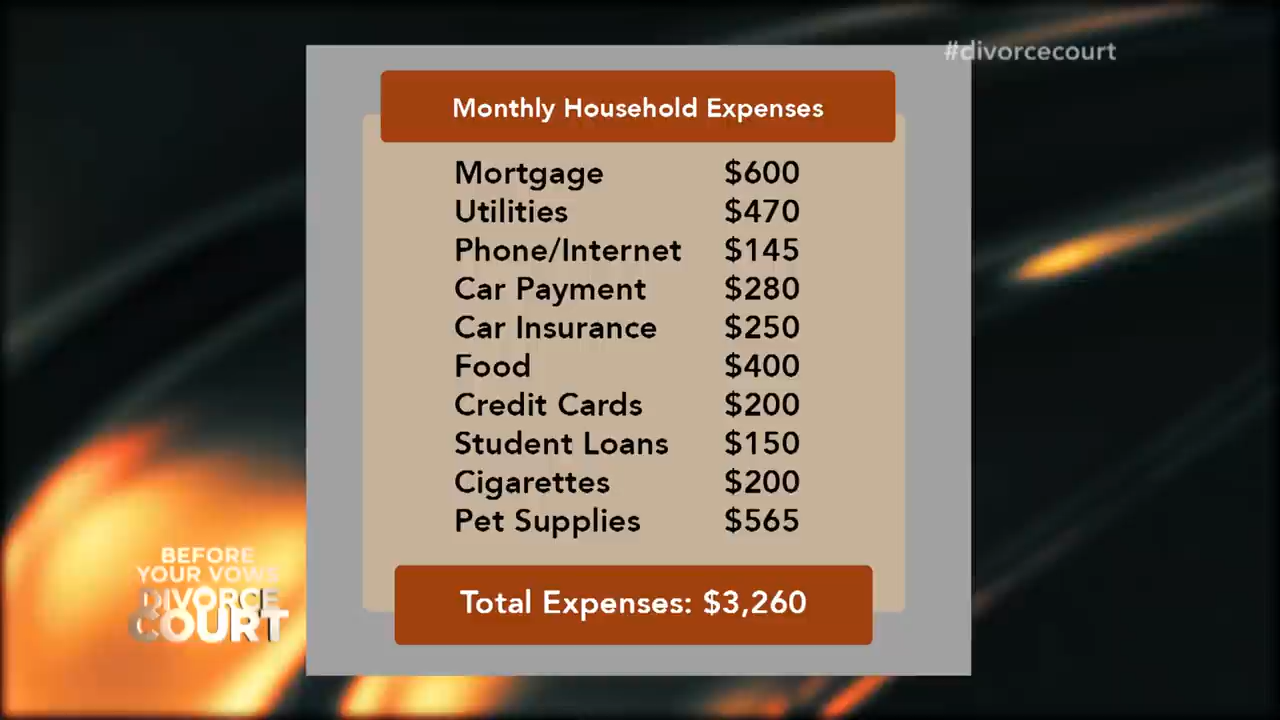 #divorcecourt
Monthly Household Expenses
Mortgage $600
Utilities $470
Phone/Internet $145
Car Payment $280
Car Insurance $250
Food $400
Credit Cards $200
Student Loans $150
Cigarettes $200
Pet Supplies $565
Total Expenses: $3,260
BEFORE
YOUR VOWS
DIVORCE
COURT